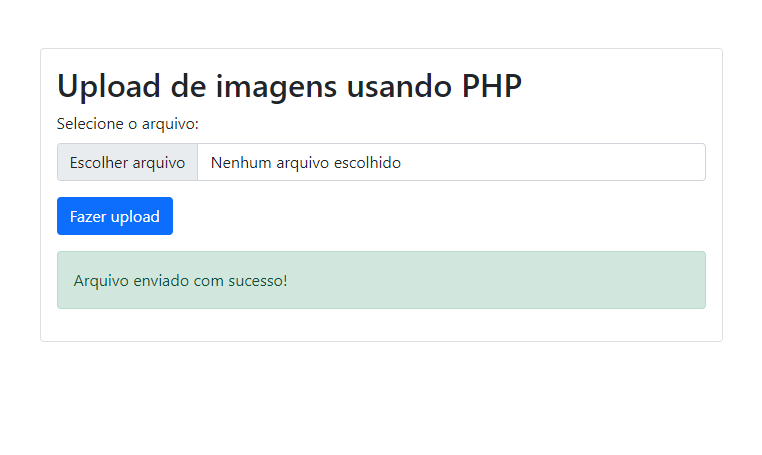 Upload de imagens usando PHP
Selecione o arquivo:
Escolher arquivo Nenhum arquivo escolhido
Fazer upload
Arquivo enviado com sucesso!